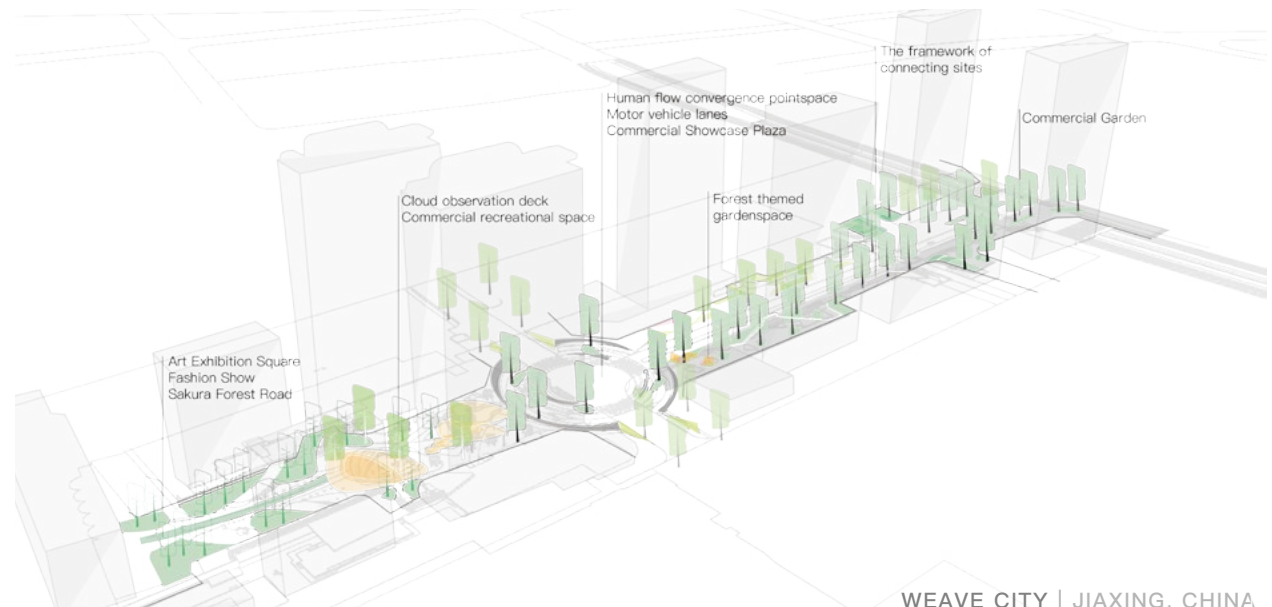 The framework of
connecting sites
Human flow convergence pointspace
Motor vehicle lanes
Commercial Showcase Plaza
Commercial Garden
Cloud observation deck
Commercial recreational space
Forest themed
gardenspace
Art Exhibition Square
Fashion Show
Sakura Forest Road
WEAVE CITY | JIAXING, CHINA